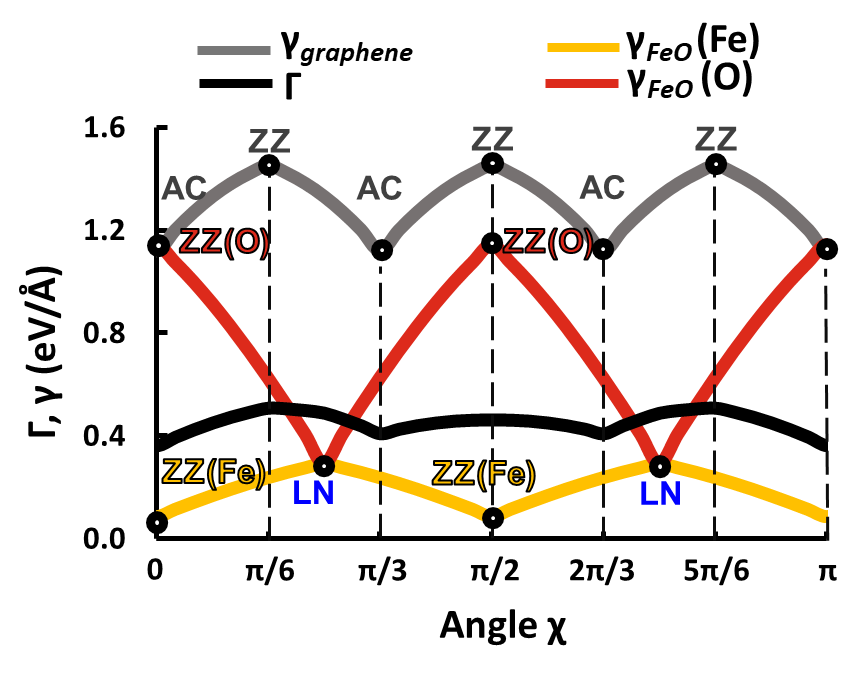 γgraphene γFeO (Fe)
Γ γFeO (O)
1.6
1.2
0.8
0.4
0.0
Γ, γ (eV/Å)
ZZ ZZ ZZ
AC AC AC
ZZ(O) ZZ(O)
ZZ(Fe) ZZ(Fe)
LN LN
0 π/6 π/3 π/2 2π/3 5π/6 π
Angle χ